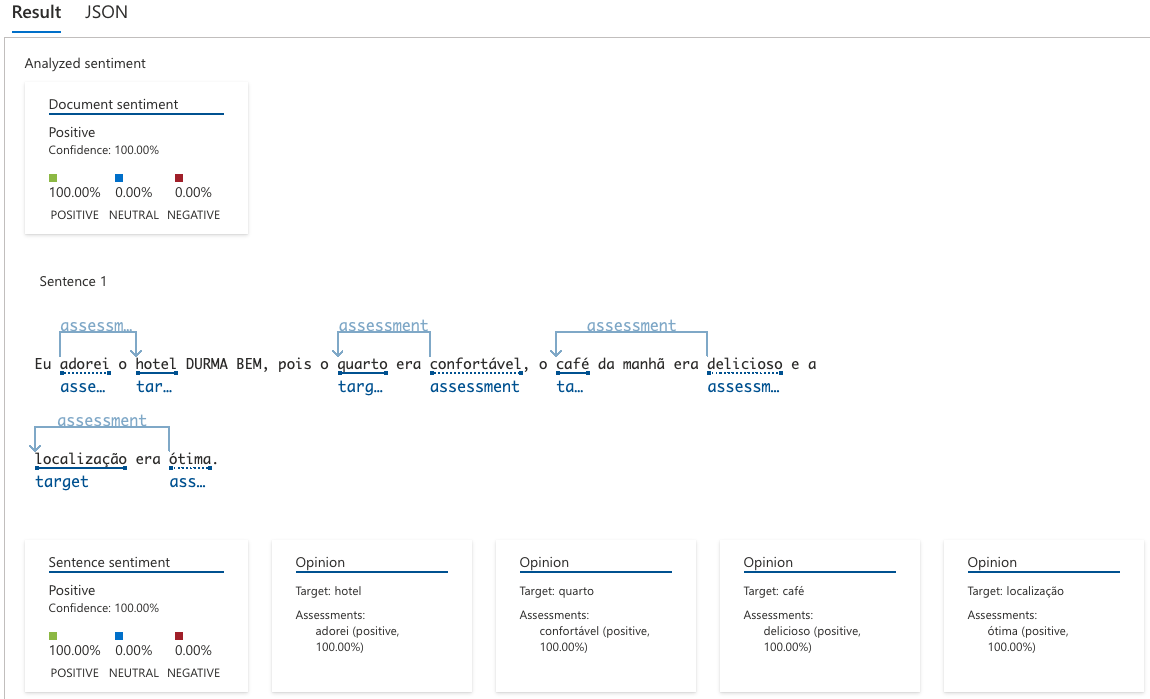 Result JSON
Analyzed sentiment
Document sentiment
Positive
Confidence: 100.00%
100.00% 0.00% 0.00%
POSITIVE NEUTRAL NEGATIVE
Sentence 1
assessm... assessment assessment
Eu adorei o hotel DURMA BEM, pois o quarto era confortável, o café da manhã era delicioso e a
asse... tar... targ... assessment ta... assessm...
assessment
localização era ótima.
target ass...
Sentence sentiment
Positive
Confidence: 100.00%
100.00% 0.00% 0.00%
POSITIVE NEUTRAL NEGATIVE
Opinion
Target: hotel
Assessments:
adorei (positive,
100.00%)
Opinion
Target: quarto
Assessments:
confortável (positive,
100.00%)
Opinion
Target: café
Assessments:
delicioso (positive,
100.00%)
Opinion
Target: localização
Assessments:
ótima (positive,
100.00%)